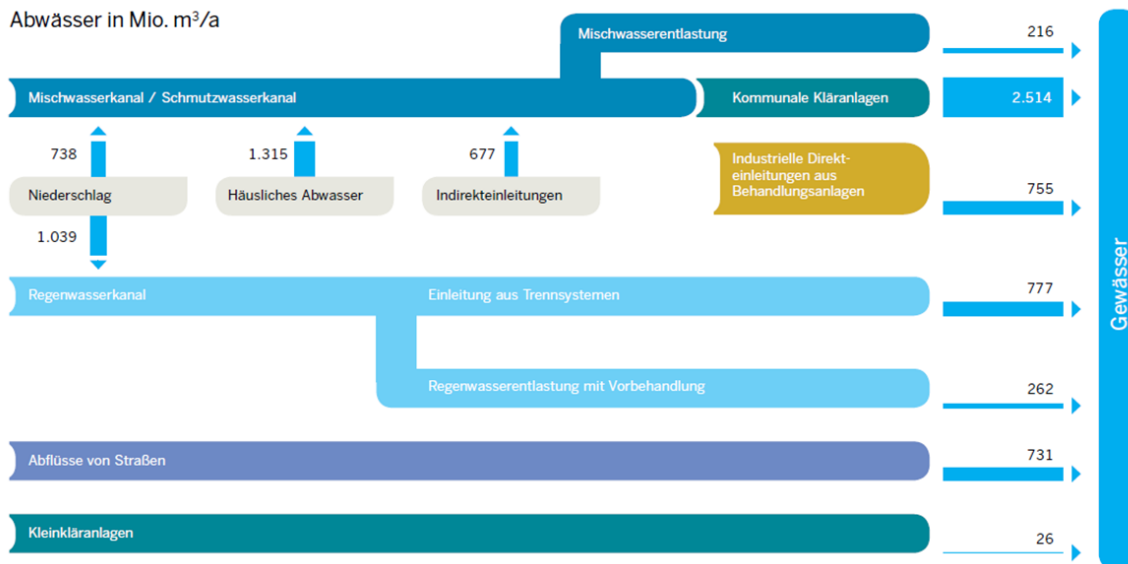 Abwässer in Mio. m³/a
Mischwasserentlastung
216
Mischwasserkanal / Schmutzwasserkanal
Kommunale Kläranlagen
2.514
738
1.315
677
Industrielle Direkt-
einleitungen aus
Behandlungsanlagen
755
Niederschlag
Häusliches Abwasser
Indirekteinleitungen
1.039
Regenwasserkanal
Einleitung aus Trennsystemen
777
Regenwasserentlastung mit Vorbehandlung
262
Abflüsse von Straßen
731
Kleinkläranlagen
26
Gewässer